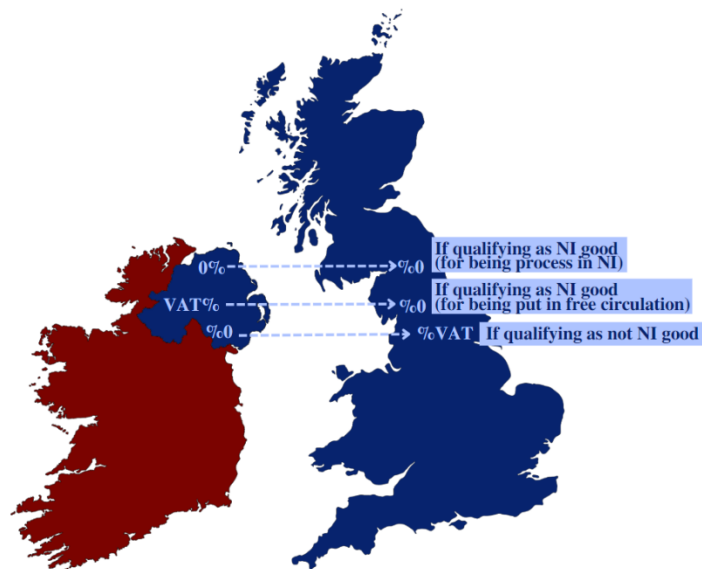 If qualifying as NI good
(for being process in NI)
0%
%0
If qualifying as NI good
(for being put in free circulation)
VAT%
%0
%0
%VAT
If qualifying as not NI good